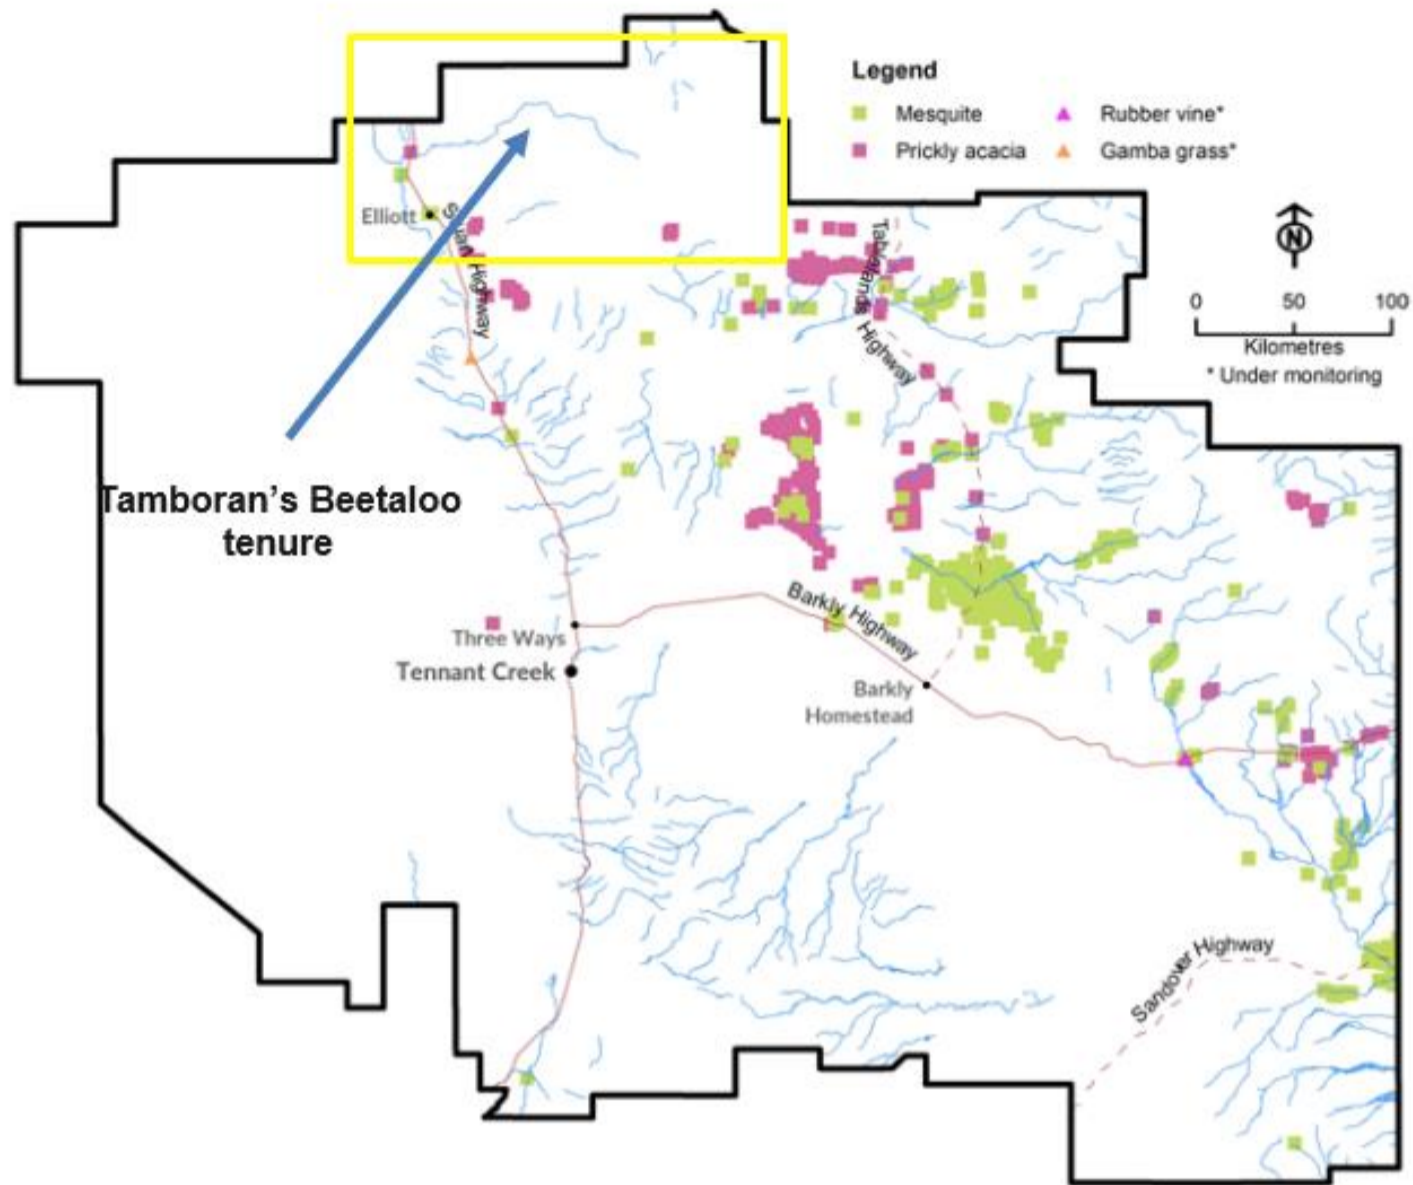 Legend
Mesquite
Rubber vine*
Prickly acacia
Gamba grass*
N
0 50 100
Kilometres
* Under monitoring
Elliott
Stuart Highway
Tablelands Highway
Tamboran's Beetaloo
tenure
Barkly Highway
Three Ways
Tennant Creek
Barkly
Homestead
Sandover Highway